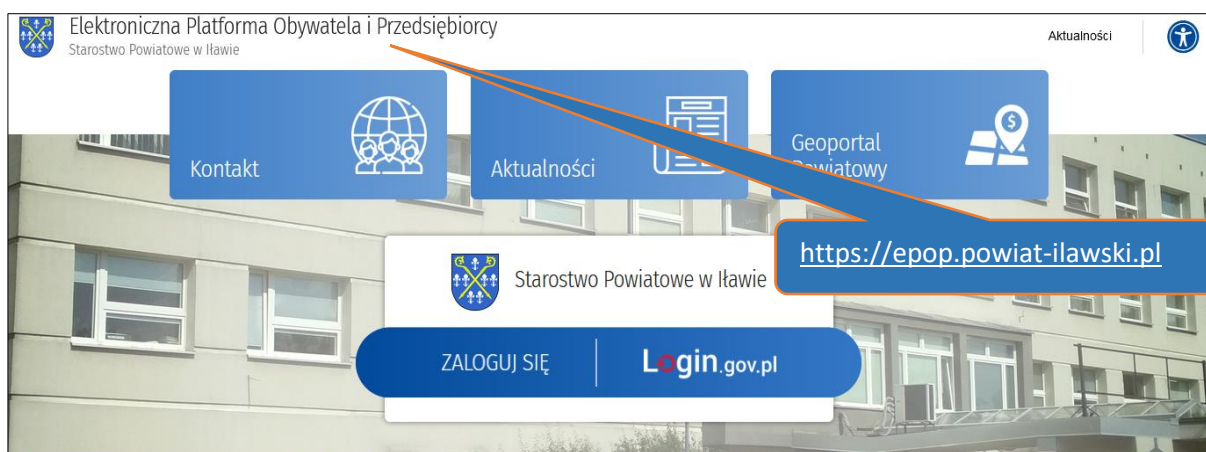 Elektroniczna Platforma Obywatela i Przedsiębiorcy
Starostwo Powiatowe w Iławie
Aktualności
Kontakt
Aktualności
Geoportal
Powiatowy
https://epop.powiat-ilawski.pl
Starostwo Powiatowe w Iławie
ZALOGUJ SIĘ
Login.gov.pl